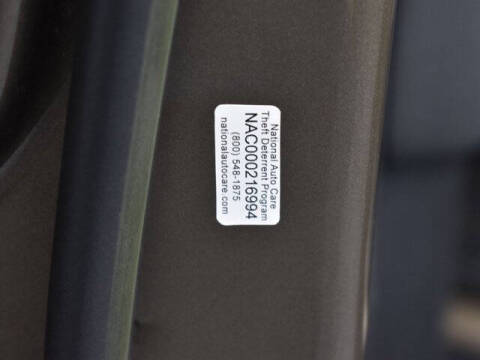 National Auto Care
Theft Deterrent Program
NAC000216994
(800) 548-1875
nationalautocare.com